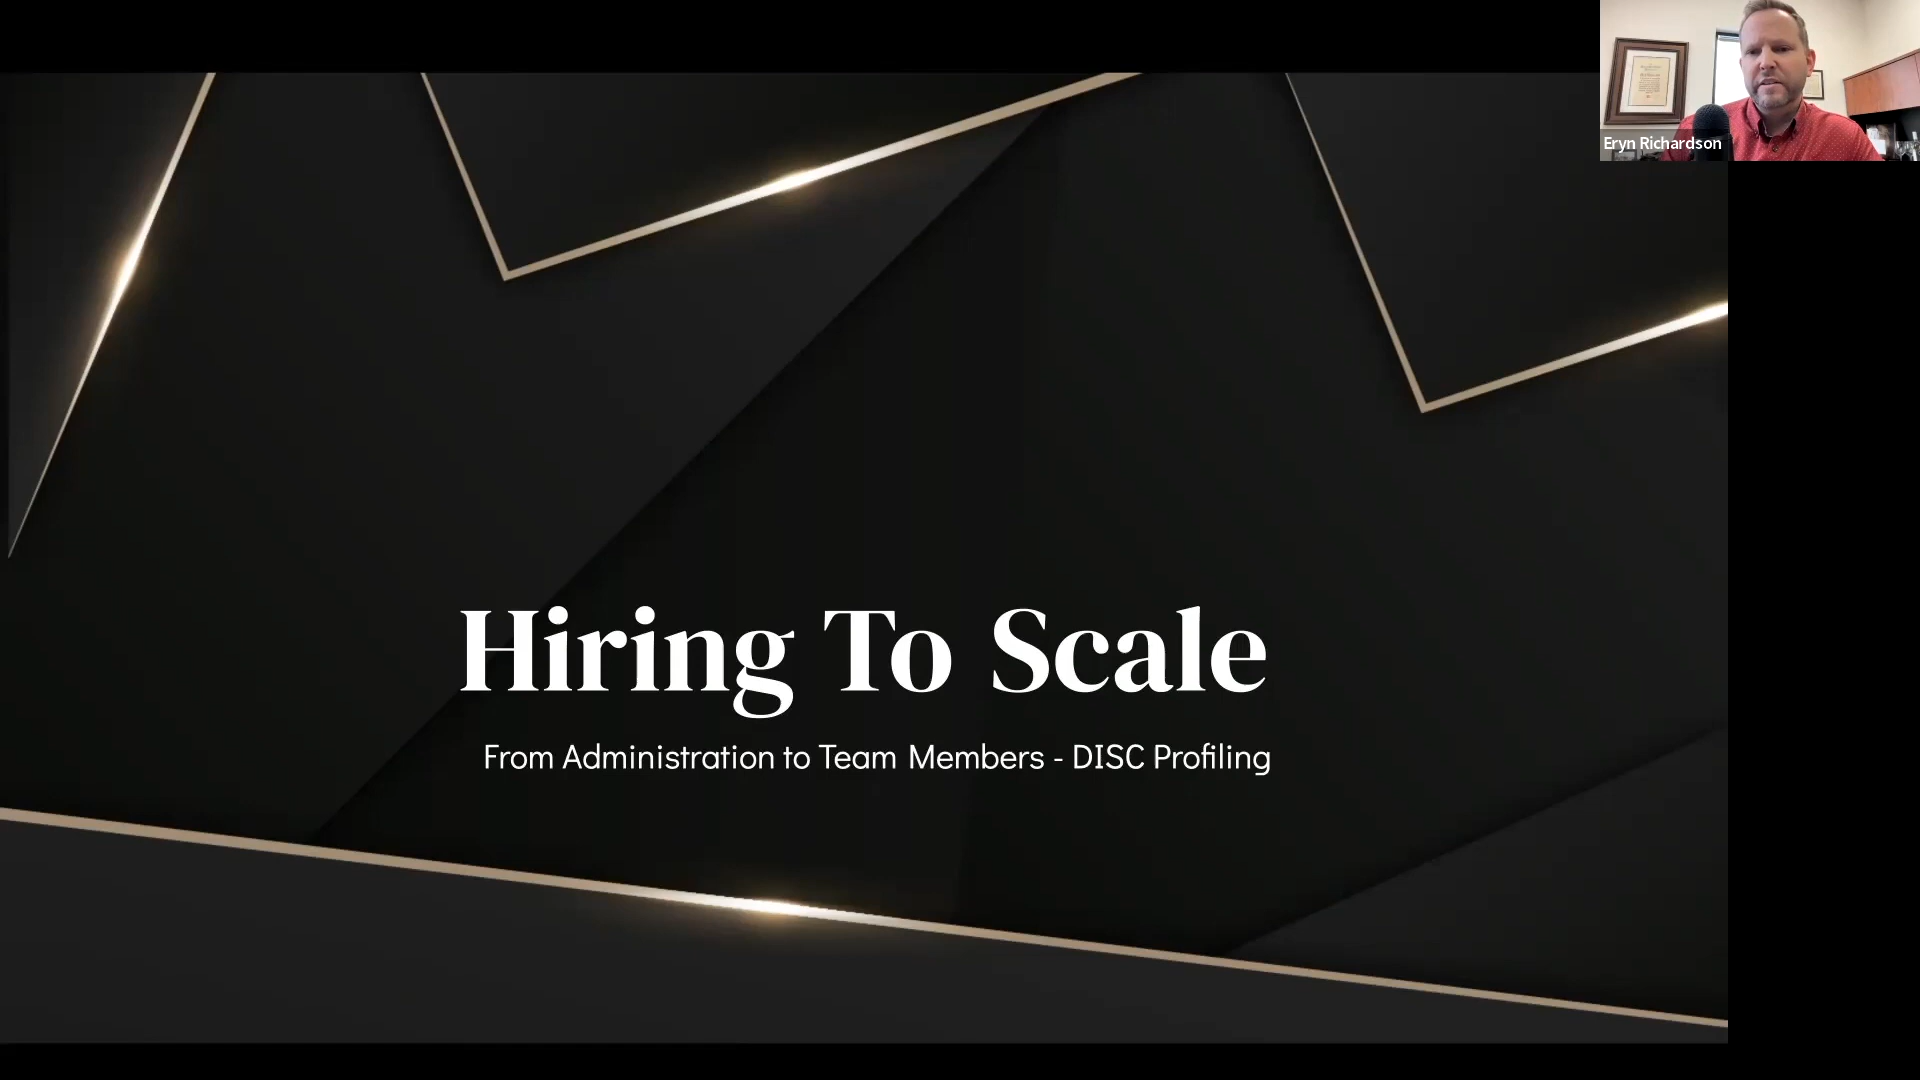 Eryn Richardson
Hiring To Scale
From Administration to Team Members - DISC Profiling